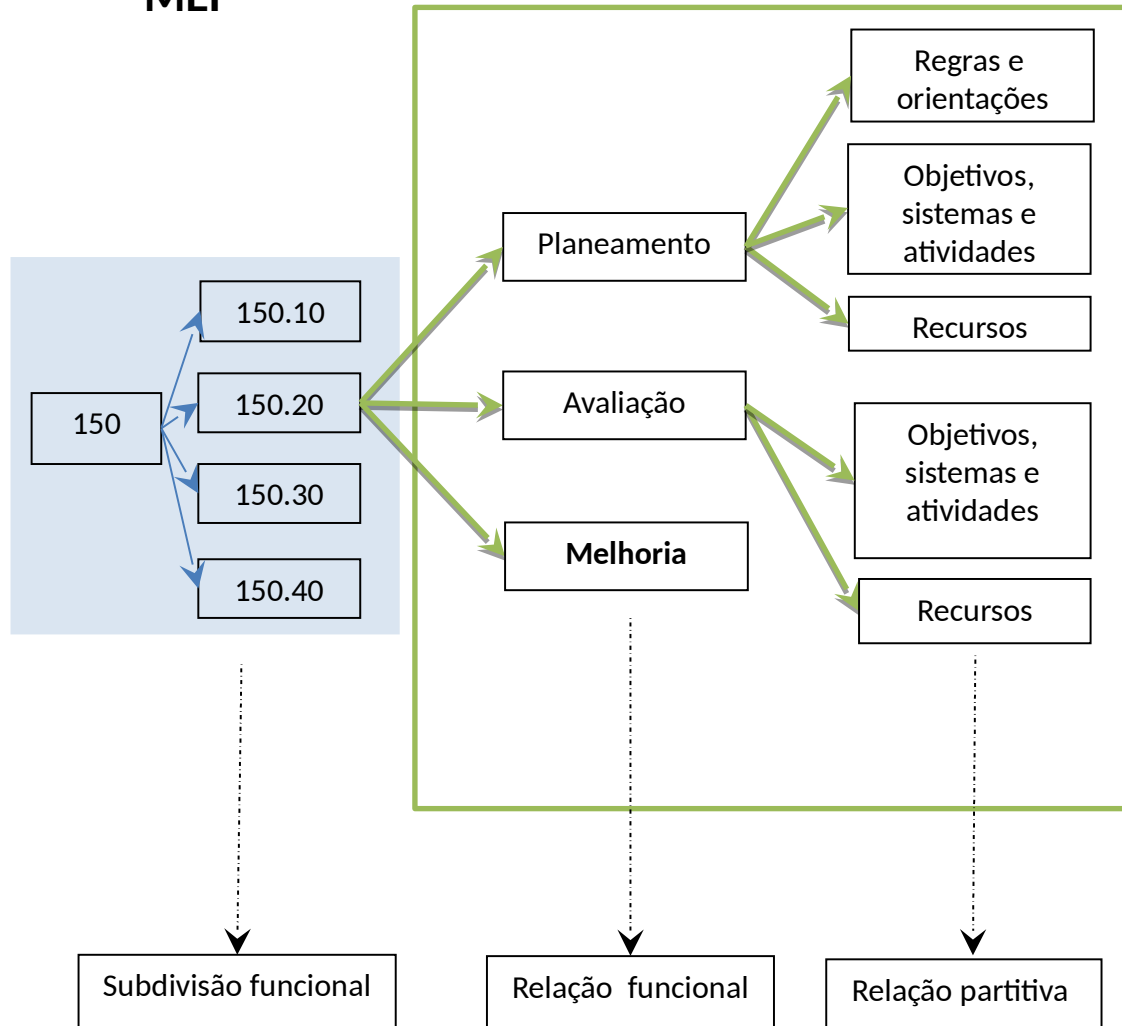 Regras e
orientações
Objetivos,
sistemas e
atividades
Planeamento
Recursos
150.10
150.20
150
150.30
150.40
Avaliação
Objetivos,
sistemas e
atividades
Melhoria
Recursos
Subdivisão funcional
Relação funcional
Relação partitiva